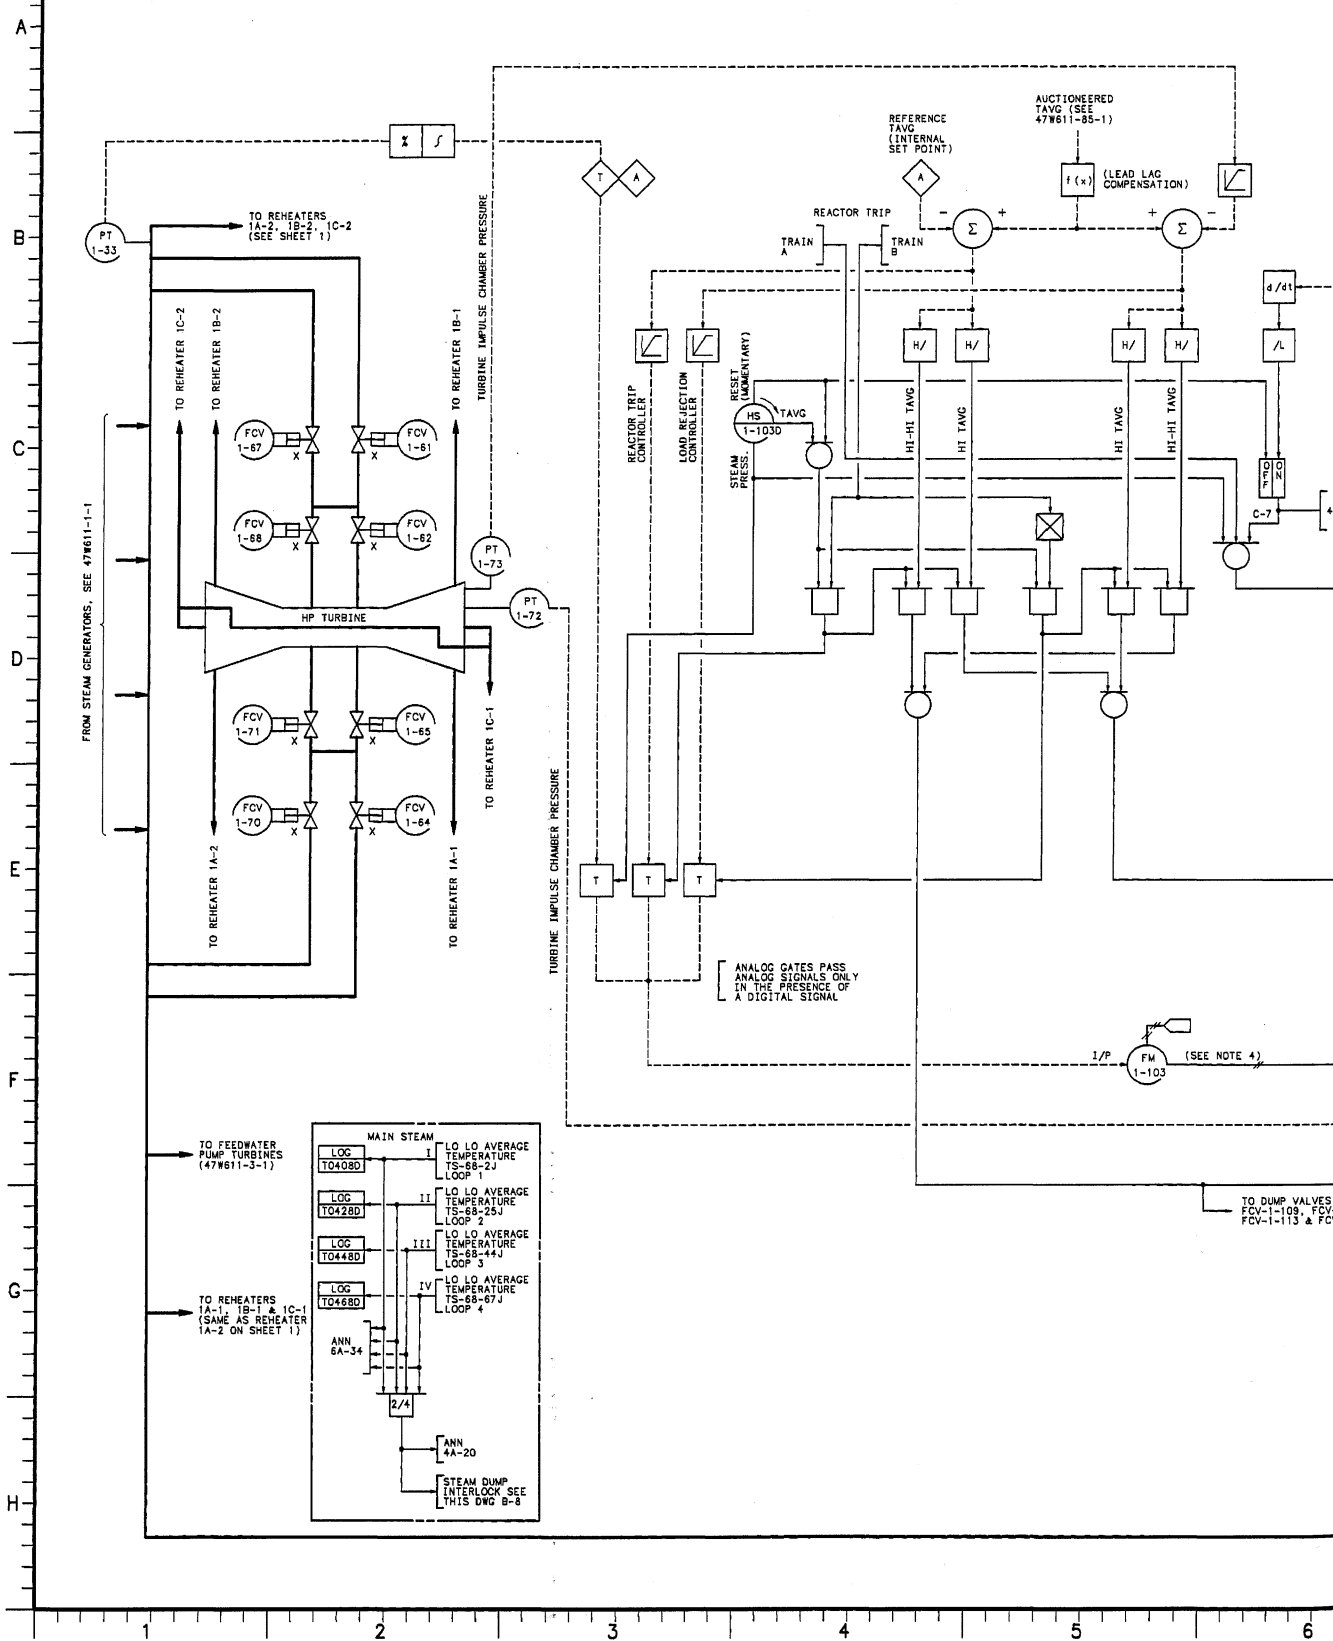 A
AUCTIONEERED
TAVG (SEE
47W611-85-1)
REFERENCE
TAVG
(INTERNAL
SET POINT)
% ∫
T A
A
f(x)
(LEAD LAG
COMPENSATION)
B
PT
1-33
TO REHEATERS
1A-2, 1B-2, 1C-2
(SEE SHEET 1)
TURBINE IMPULSE CHAMBER PRESSURE
REACTOR TRIP
TRAIN
A
TRAIN
B
- Σ +
+ Σ -
d/dt
TO REHEATER 1C-2
TO REHEATER 1B-2
TO REHEATER 1B-1
H/ H/ H/ H/ /L
REACTOR TRIP
CONTROLLER
LOAD REJECTION
CONTROLLER
RESET
(MOMENTARY)
HS
1-103D
TAVG
STEAM
PRESS.
HI-HI TAVG
HI TAVG
HI TAVG
HI-HI TAVG
OFF ON
C-7
4
C
FCV
1-67
X
FCV
1-61
X
FCV
1-68
X
FCV
1-62
X
FROM STEAM GENERATORS, SEE 47W611-1-1
PT
1-73
PT
1-72
HP TURBINE
D
FCV
1-71
X
FCV
1-65
X
TO REHEATER 1C-1
FCV
1-70
X
FCV
1-64
X
TURBINE IMPULSE CHAMBER PRESSURE
E
TO REHEATER 1A-2
TO REHEATER 1A-1
T T T
ANALOG GATES PASS
ANALOG SIGNALS ONLY
IN THE PRESENCE OF
A DIGITAL SIGNAL
F
I/P
FM
1-103
(SEE NOTE 4)
TO FEEDWATER
PUMP TURBINES
(47W611-3-1)
MAIN STEAM
LOG
T0408D
I
LO LO AVERAGE
TEMPERATURE
TS-68-2J
LOOP 1
LOG
T0428D
II
LO LO AVERAGE
TEMPERATURE
TS-68-25J
LOOP 2
LOG
T0448D
III
LO LO AVERAGE
TEMPERATURE
TS-68-44J
LOOP 3
LOG
T0468D
IV
LO LO AVERAGE
TEMPERATURE
TS-68-67J
LOOP 4
TO DUMP VALVES
FCV-1-109, FCV-
FCV-1-113 & FC
G
TO REHEATERS
1A-1, 1B-1 & 1C-1
(SAME AS REHEATER
1A-2 ON SHEET 1)
ANN
6A-34
2/4
ANN
4A-20
STEAM DUMP
INTERLOCK SEE
THIS DWG B-8
H
1 2 3 4 5 6